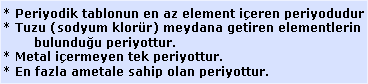 * Periyodik tablonun en az element içeren periyodudur
* Tuzu (sodyum klorür) meydana getiren elementlerin
bulunduğu periyottur.
* Metal içermeyen tek periyottur.
* En fazla ametale sahip olan periyottur.